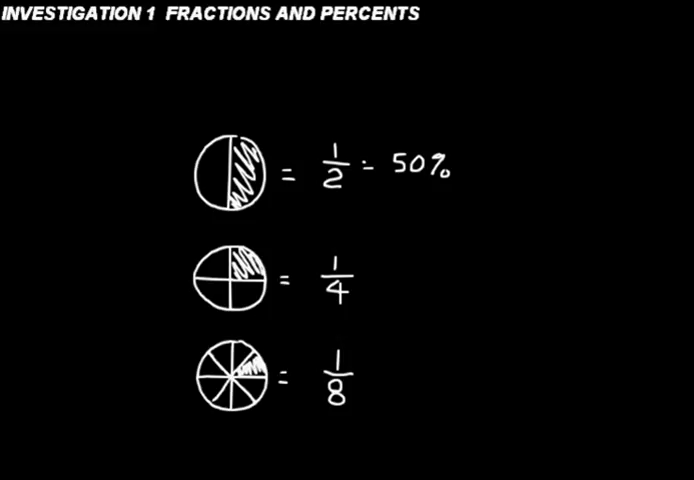 INVESTIGATION 1 FRACTIONS AND PERCENTS
= 1/2 = 50%
= 1/4
= 1/8